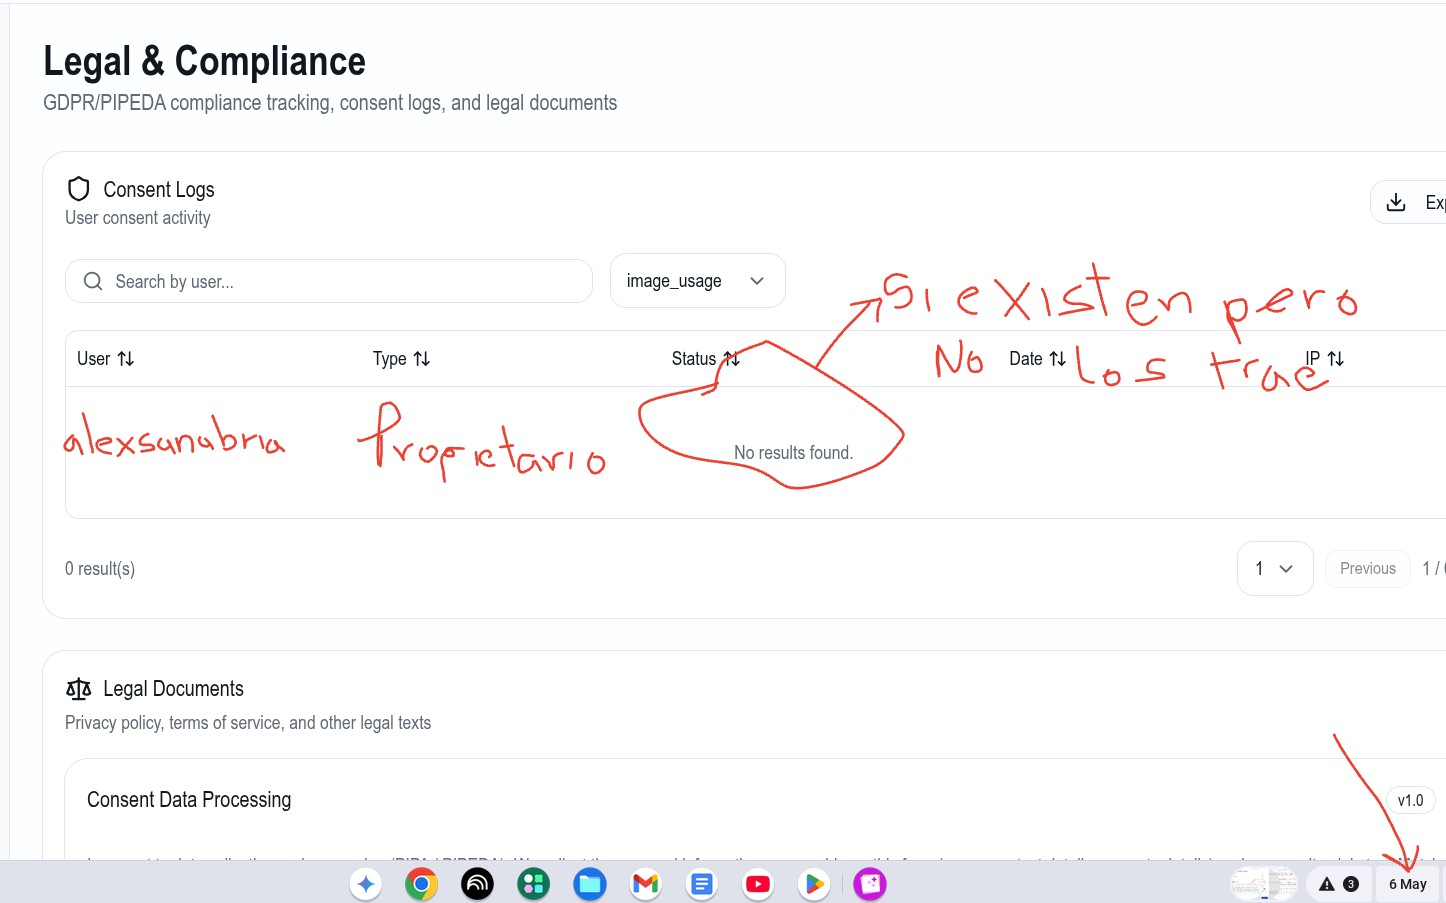 Legal & Compliance
GDPR/PIPEDA compliance tracking, consent logs, and legal documents
Consent Logs
User consent activity
Exp
Search by user...
image_usage
Si existen pero
No los trae
User
Type
Status
Date
IP
alexsanabria
Propietario
No results found.
0 result(s)
1
Previous
1 /
Legal Documents
Privacy policy, terms of service, and other legal texts
Consent Data Processing
v1.0
3
6 May